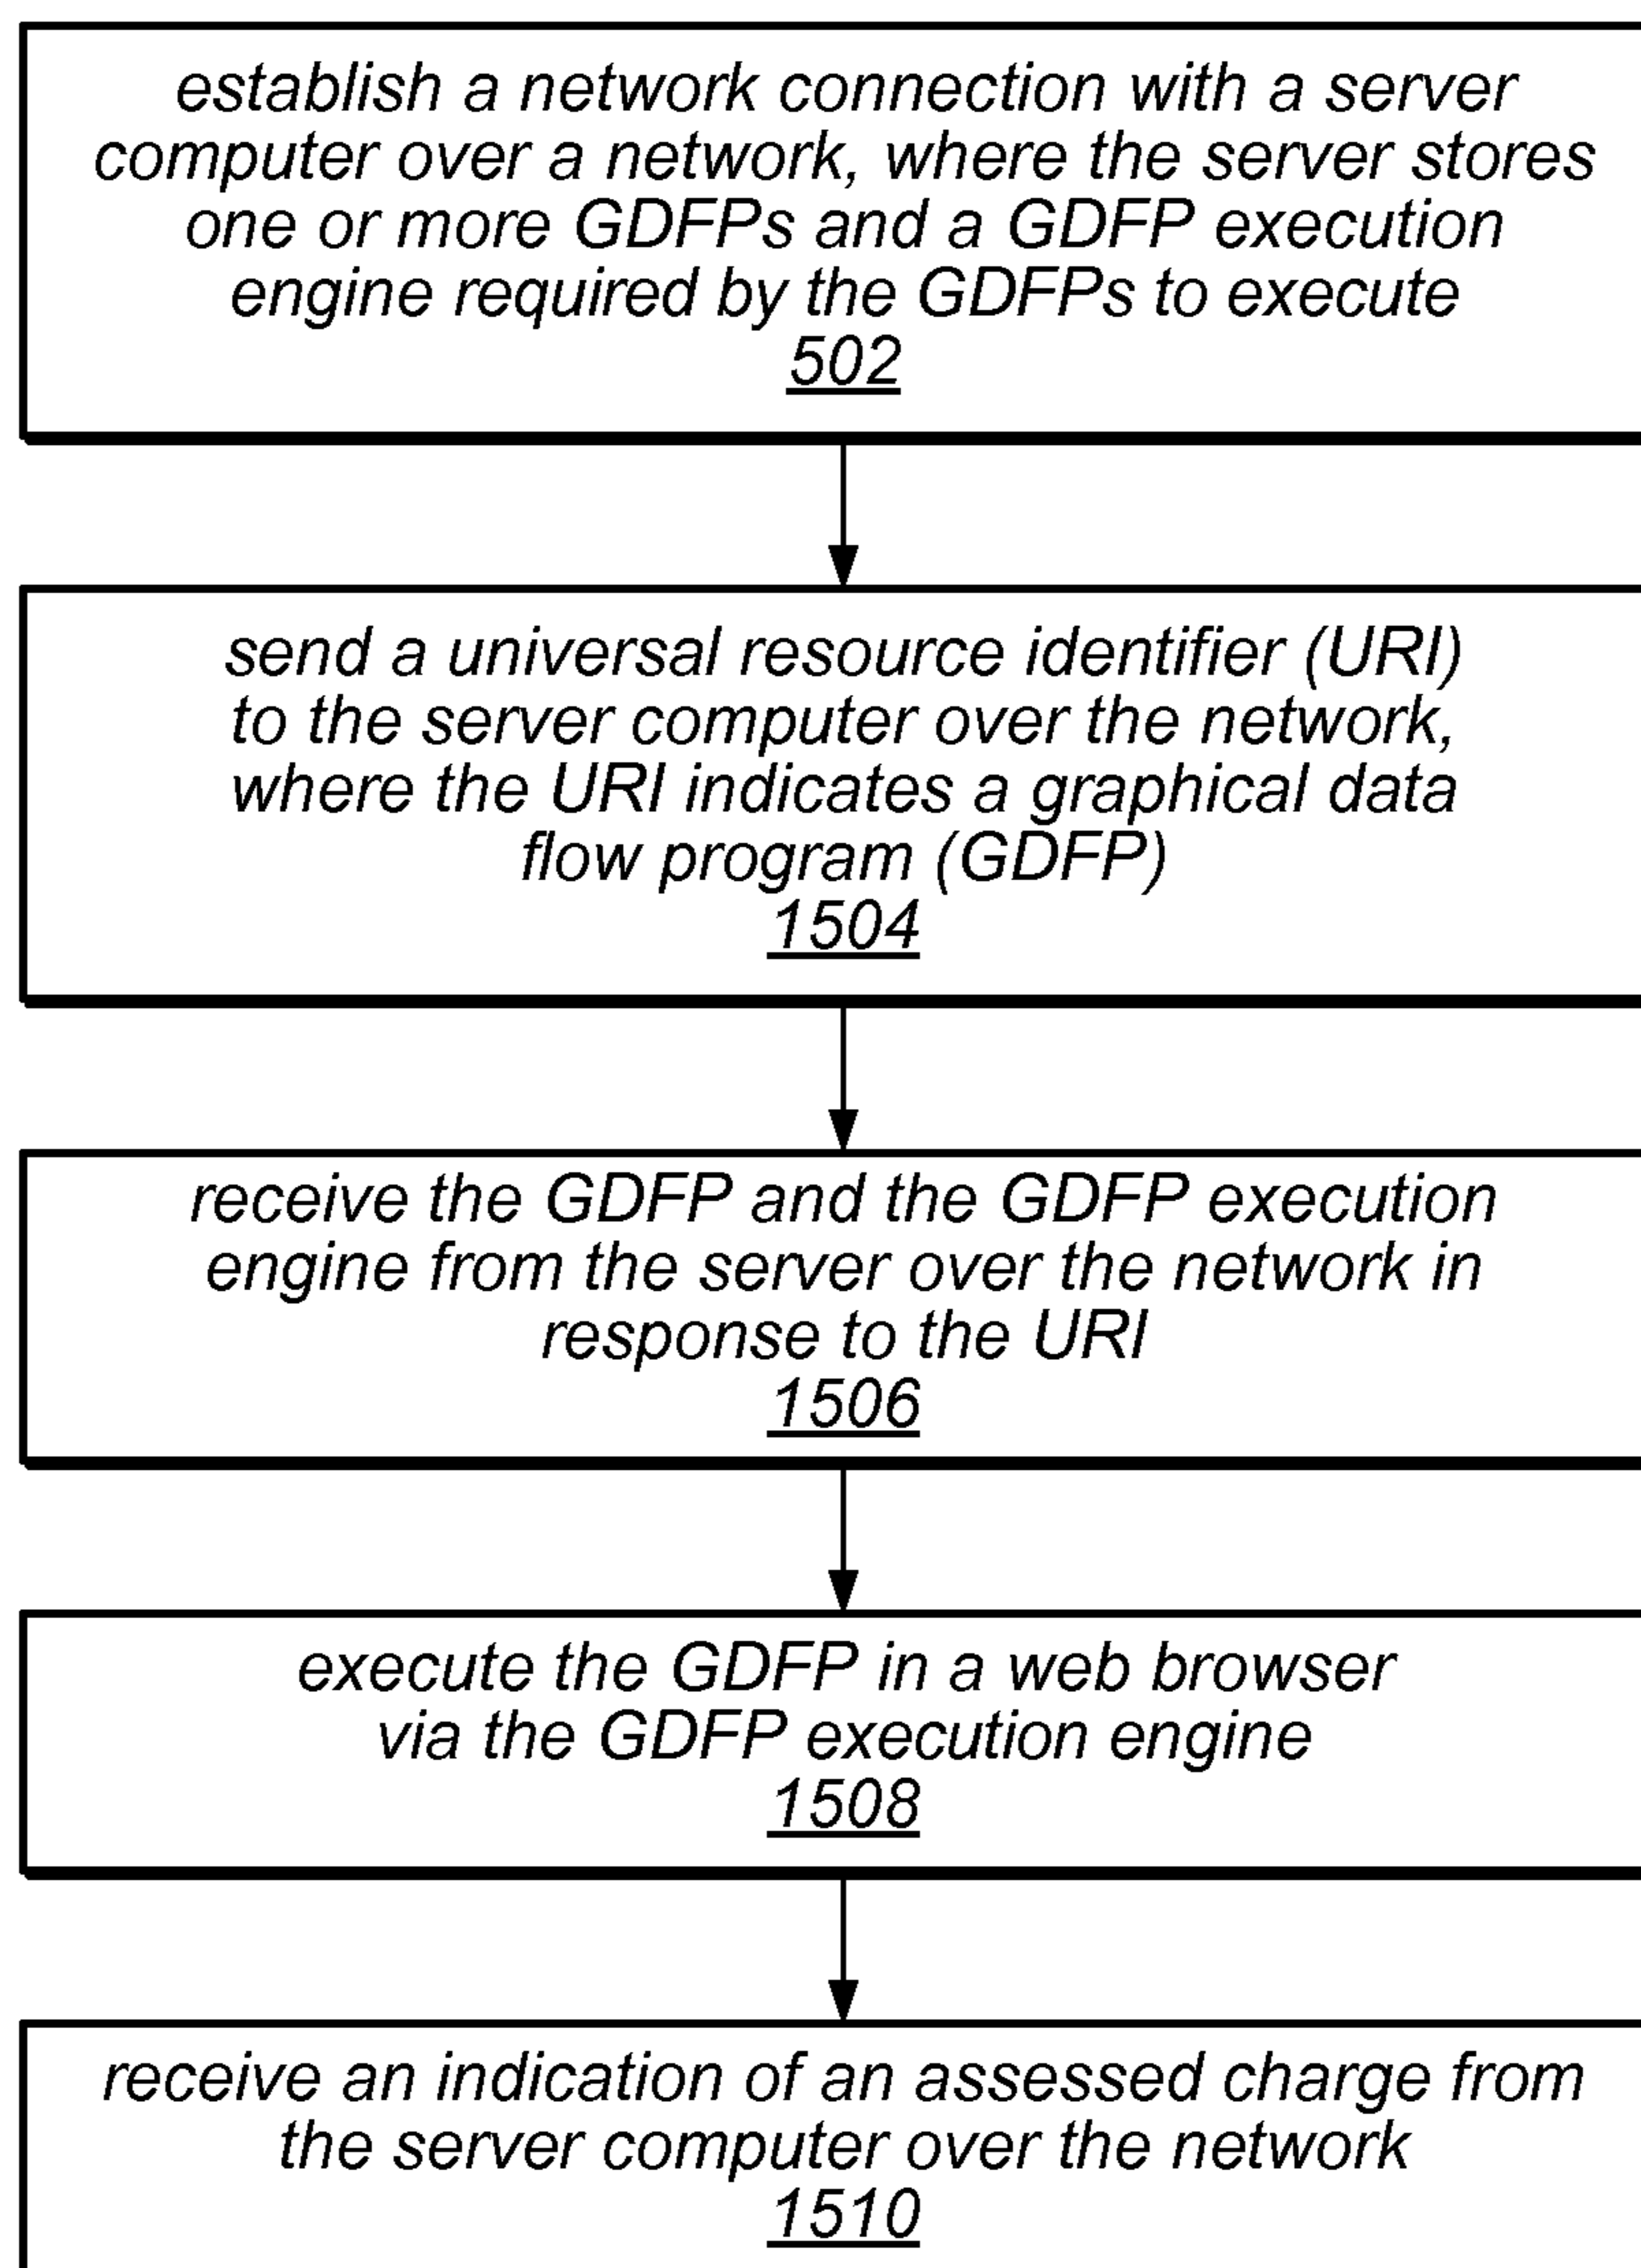 establish a network connection with a server
computer over a network, where the server stores
one or more GDFPs and a GDFP execution
engine required by the GDFPs to execute
502
send a universal resource identifier (URI)
to the server computer over the network,
where the URI indicates a graphical data
flow program (GDFP)
1504
receive the GDFP and the GDFP execution
engine from the server over the network in
response to the URI
1506
execute the GDFP in a web browser
via the GDFP execution engine
1508
receive an indication of an assessed charge from
the server computer over the network
1510